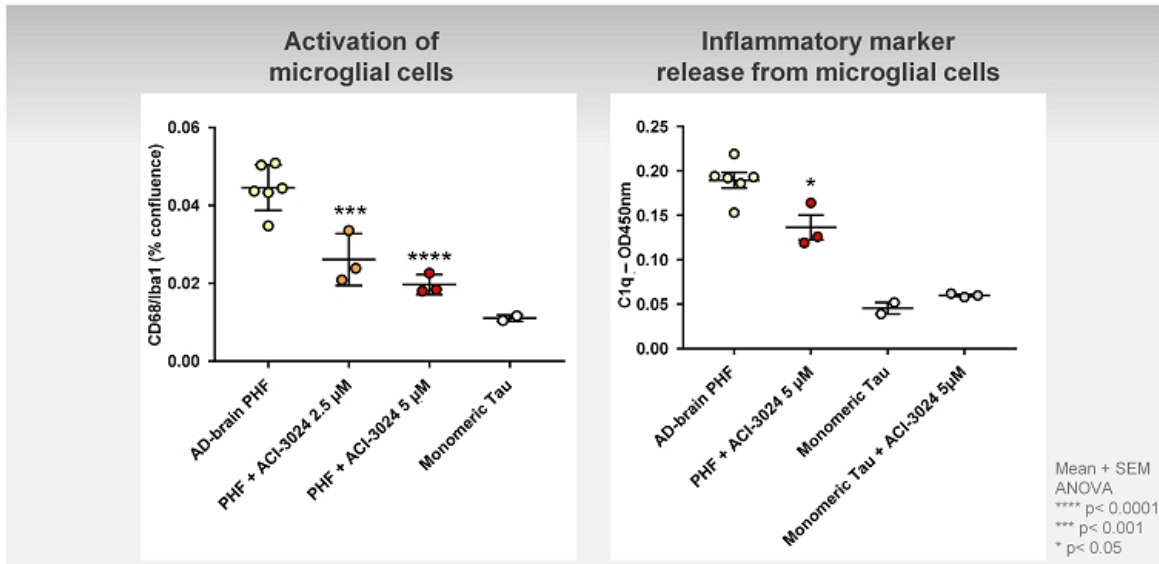 Activation of
microglial cells
CD68/Iba1 (% confluence)
0.06
0.04
0.02
0.00
***
****
AD-brain PHF
PHF + ACI-3024 2.5 µM
PHF + ACI-3024 5 µM
Monomeric Tau
Inflammatory marker
release from microglial cells
C1q – OD450nm
0.25
0.20
0.15
0.10
0.05
0.00
*
AD-brain PHF
PHF + ACI-3024 5 µM
Monomeric Tau
Monomeric Tau + ACI-3024 5µM
Mean + SEM
ANOVA
**** p< 0.0001
*** p< 0.001
* p< 0.05